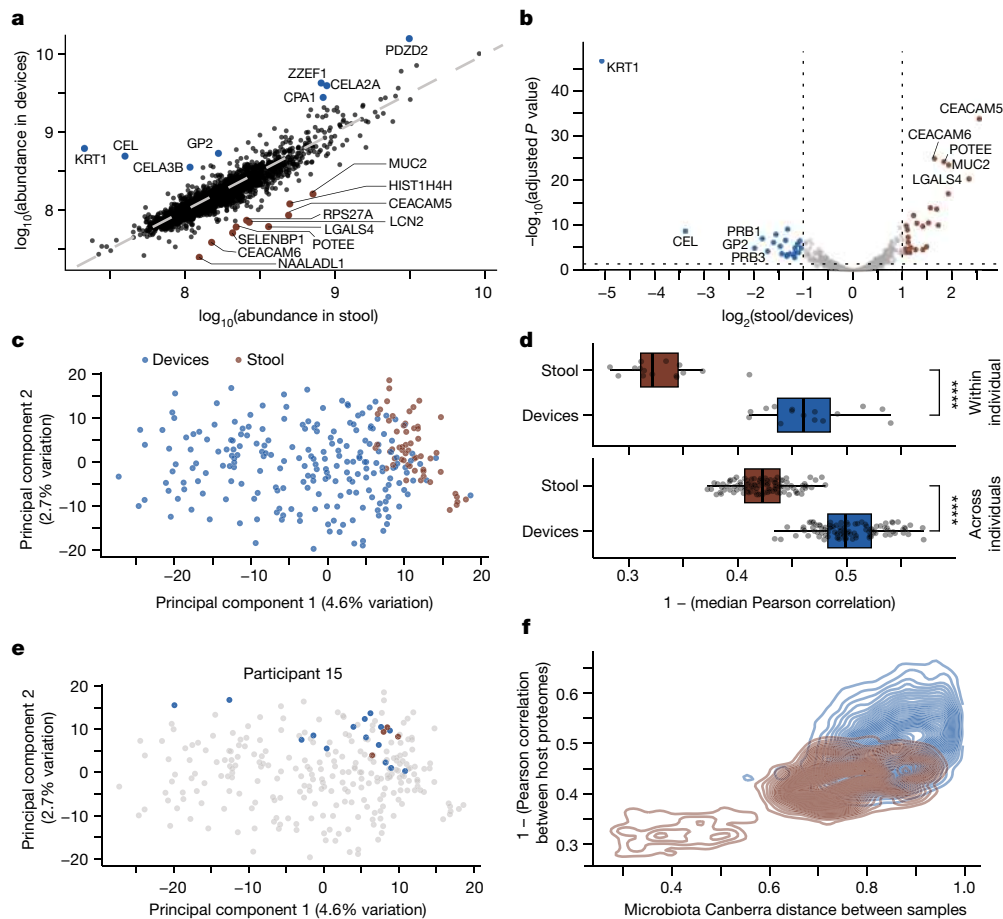 a
log10(abundance in devices)
10
9
8
8
9
10
log10(abundance in stool)
PDZD2
ZZEF1
CELA2A
CPA1
GP2
CEL
KRT1
CELA3B
MUC2
HIST1H4H
CEACAM5
RPS27A
LCN2
LGALS4
SELENBP1
POTEE
CEACAM6
NAALADL1
b
−log10(adjusted P value)
50
40
30
20
10
0
−5
−4
−3
−2
−1
0
1
2
3
log2(stool/devices)
KRT1
CEACAM5
CEACAM6
POTEE
MUC2
LGALS4
PRB1
CEL
GP2
PRB3
c
Devices
Stool
Principal component 2
(2.7% variation)
20
10
0
−10
−20
−20
−10
0
10
20
Principal component 1 (4.6% variation)
d
Stool
Devices
****
Within
individual
Stool
Devices
****
Across
individuals
0.3
0.4
0.5
1 − (median Pearson correlation)
e
Participant 15
Principal component 2
(2.7% variation)
20
10
0
−10
−20
−20
−10
0
10
20
Principal component 1 (4.6% variation)
f
1 − (Pearson correlation
between host proteomes)
0.6
0.5
0.4
0.3
0.4
0.6
0.8
1.0
Microbiota Canberra distance between samples